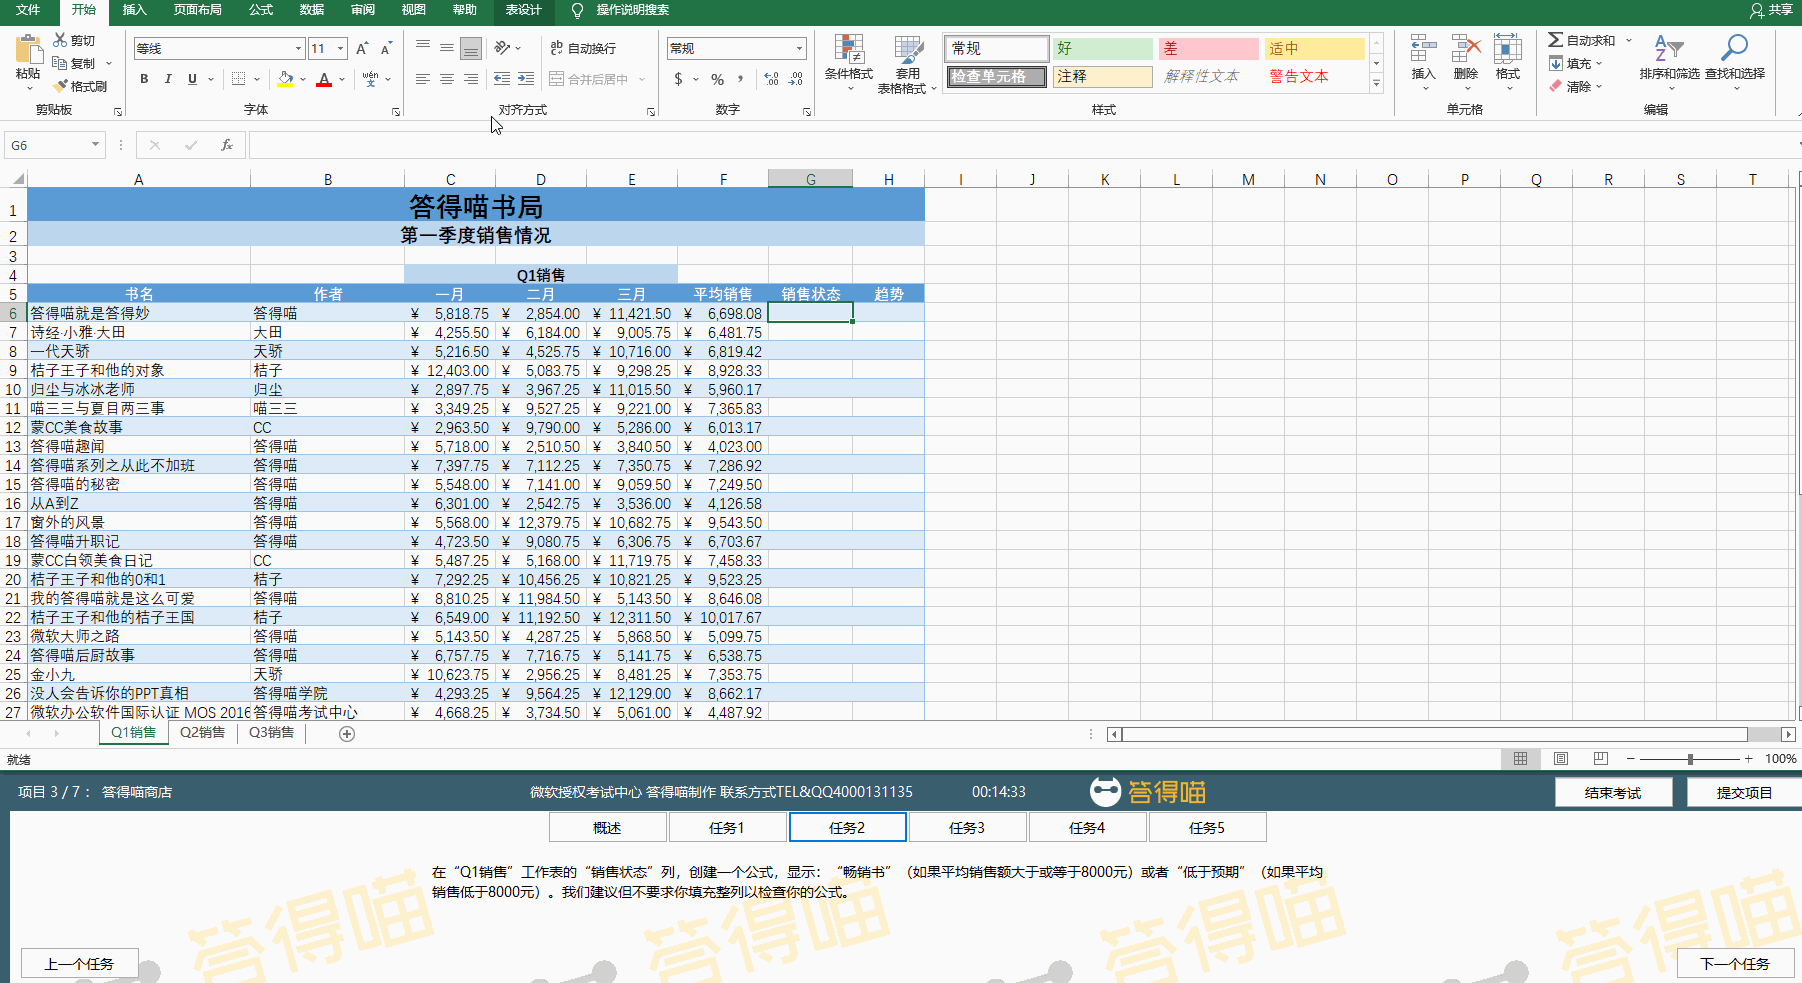 文件 开始 插入 页面布局 公式 数据 审阅 视图 帮助 表设计 操作说明搜索 共享
粘贴 剪切 复制 格式刷 剪贴板
等线 11 A A B I U A wén 字体
ab 自动换行 合并后居中 对齐方式
常规 $ % , .00 数字
条件格式 套用表格格式
常规 好 差 适中
检查单元格 注释 解释性文本 警告文本
样式
插入 删除 格式 单元格
自动求和 填充 清除 排序和筛选 查找和选择 编辑
G6 fx
A B C D E F G H I J K L M N O P Q R S T
1 答得喵书局
2 第一季度销售情况
3
4 Q1销售
5 书名 作者 一月 二月 三月 平均销售 销售状态 趋势
6 答得喵就是答得妙 答得喵 ¥ 5,818.75 ¥ 2,854.00 ¥ 11,421.50 ¥ 6,698.08
7 诗经·小雅·大田 大田 ¥ 4,255.50 ¥ 6,184.00 ¥ 9,005.75 ¥ 6,481.75
8 一代天骄 天骄 ¥ 5,216.50 ¥ 4,525.75 ¥ 10,716.00 ¥ 6,819.42
9 桔子王子和他的对象 桔子 ¥ 12,403.00 ¥ 5,083.75 ¥ 9,298.25 ¥ 8,928.33
10 归尘与冰冰老师 归尘 ¥ 2,897.75 ¥ 3,967.25 ¥ 11,015.50 ¥ 5,960.17
11 喵三三与夏目两三事 喵三三 ¥ 3,349.25 ¥ 9,527.25 ¥ 9,221.00 ¥ 7,365.83
12 蒙CC美食故事 CC ¥ 2,963.50 ¥ 9,790.00 ¥ 5,286.00 ¥ 6,013.17
13 答得喵趣闻 答得喵 ¥ 5,718.00 ¥ 2,510.50 ¥ 3,840.50 ¥ 4,023.00
14 答得喵系列之从此不加班 答得喵 ¥ 7,397.75 ¥ 7,112.25 ¥ 7,350.75 ¥ 7,286.92
15 答得喵的秘密 答得喵 ¥ 5,548.00 ¥ 7,141.00 ¥ 9,059.50 ¥ 7,249.50
16 从A到Z 答得喵 ¥ 6,301.00 ¥ 2,542.75 ¥ 3,536.00 ¥ 4,126.58
17 窗外的风景 答得喵 ¥ 5,568.00 ¥ 12,379.75 ¥ 10,682.75 ¥ 9,543.50
18 答得喵升职记 答得喵 ¥ 4,723.50 ¥ 9,080.75 ¥ 6,306.75 ¥ 6,703.67
19 蒙CC白领美食日记 CC ¥ 5,487.25 ¥ 5,168.00 ¥ 11,719.75 ¥ 7,458.33
20 桔子王子和他的0和1 桔子 ¥ 7,292.25 ¥ 10,456.25 ¥ 10,821.25 ¥ 9,523.25
21 我的答得喵就是这么可爱 答得喵 ¥ 8,810.25 ¥ 11,984.50 ¥ 5,143.50 ¥ 8,646.08
22 桔子王子和他的桔子王国 桔子 ¥ 6,549.00 ¥ 11,192.50 ¥ 12,311.50 ¥ 10,017.67
23 微软大师之路 答得喵 ¥ 5,143.50 ¥ 4,287.25 ¥ 5,868.50 ¥ 5,099.75
24 答得喵后厨故事 答得喵 ¥ 6,757.75 ¥ 7,716.75 ¥ 5,141.75 ¥ 6,538.75
25 金小九 天骄 ¥ 10,623.75 ¥ 2,956.25 ¥ 8,481.25 ¥ 7,353.75
26 没人会告诉你的PPT真相 答得喵学院 ¥ 4,293.25 ¥ 9,564.25 ¥ 12,129.00 ¥ 8,662.17
27 微软办公软件国际认证 MOS 2016 答得喵考试中心 ¥ 4,668.25 ¥ 3,734.50 ¥ 5,061.00 ¥ 4,487.92
Q1销售 Q2销售 Q3销售
就绪 100%
项目 3 / 7： 答得喵商店 微软授权考试中心 答得喵制作 联系方式TEL&QQ4000131135 00:14:33 答得喵 结束考试 提交项目
概述 任务1 任务2 任务3 任务4 任务5
在“Q1销售”工作表的“销售状态”列，创建一个公式，显示：“畅销书”（如果平均销售额大于或等于8000元）或者“低于预期”（如果平均
销售低于8000元）。我们建议但不要求你填充整列以检查你的公式。
答得喵 答得喵 答得喵 答得喵
上一个任务 下一个任务